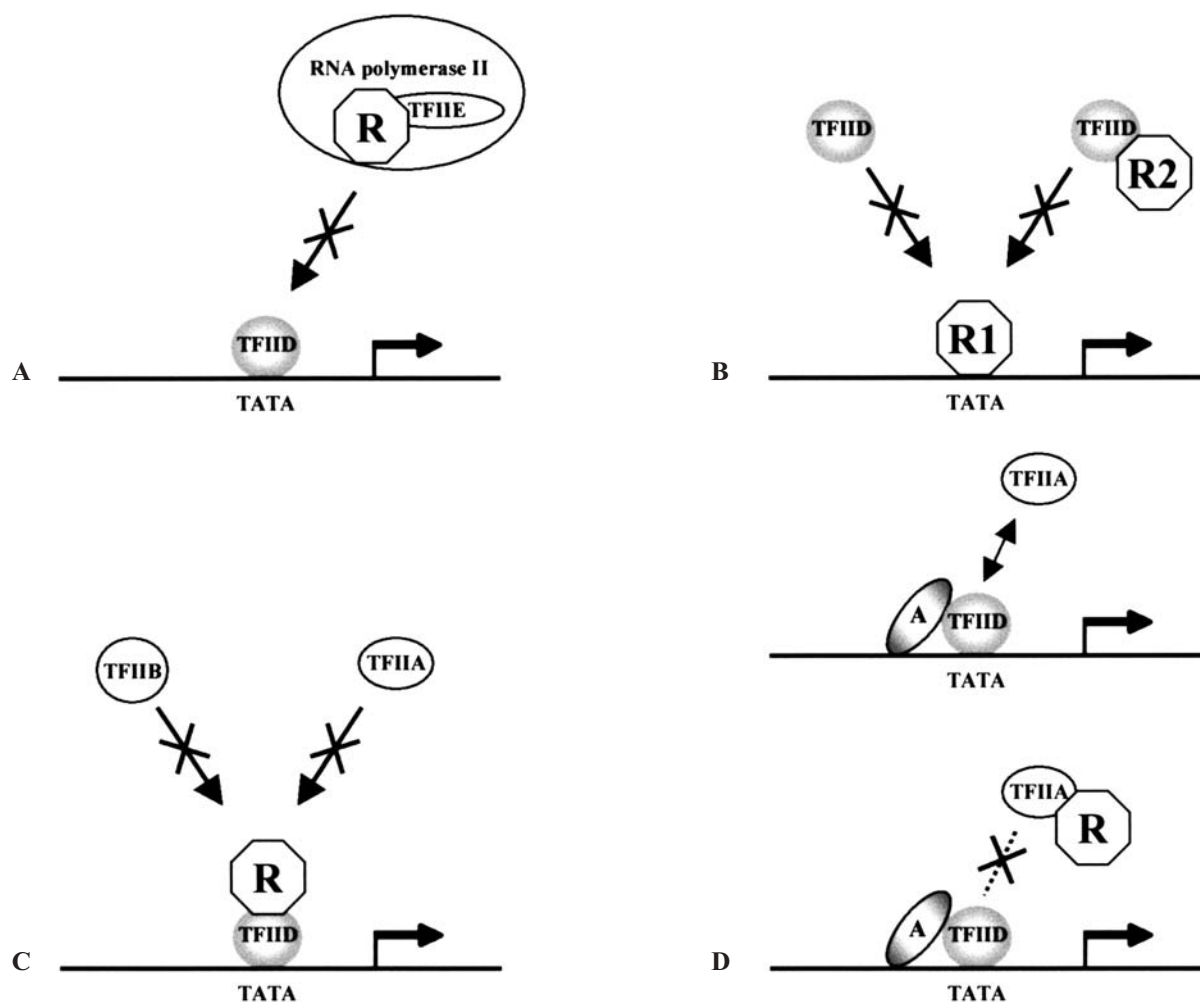 RNA polymerase II
R TFIIE
TFIID
A
TATA
TFIID TFIID
R2
R1
B
TATA
TFIIB TFIIA
R
TFIID
C
TATA
TFIIA
A TFIID
TATA
TFIIA
R
A TFIID
D
TATA